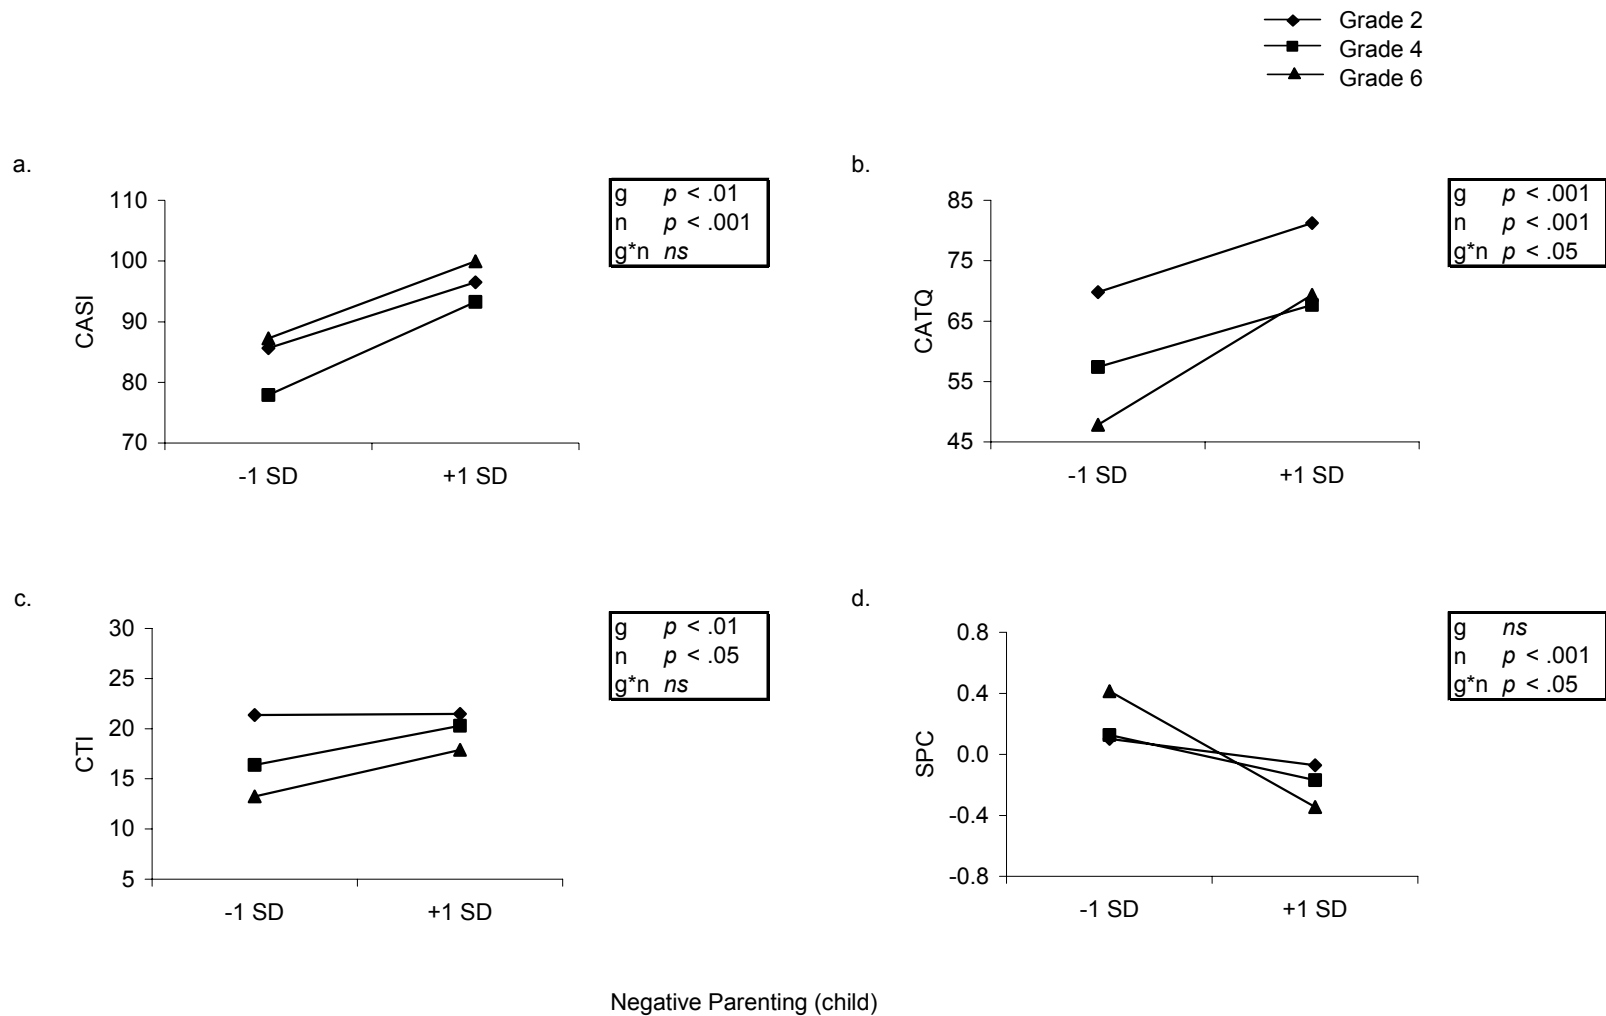 Grade 2
Grade 4
Grade 6
a.
110
100
90
80
70
CASI
-1 SD +1 SD
g p < .01
n p < .001
g*n ns
b.
85
75
65
55
45
CATQ
-1 SD +1 SD
g p < .001
n p < .001
g*n p < .05
c.
30
25
20
15
10
5
CTI
-1 SD +1 SD
g p < .01
n p < .05
g*n ns
d.
0.8
0.4
0.0
-0.4
-0.8
SPC
-1 SD +1 SD
g ns
n p < .001
g*n p < .05
Negative Parenting (child)